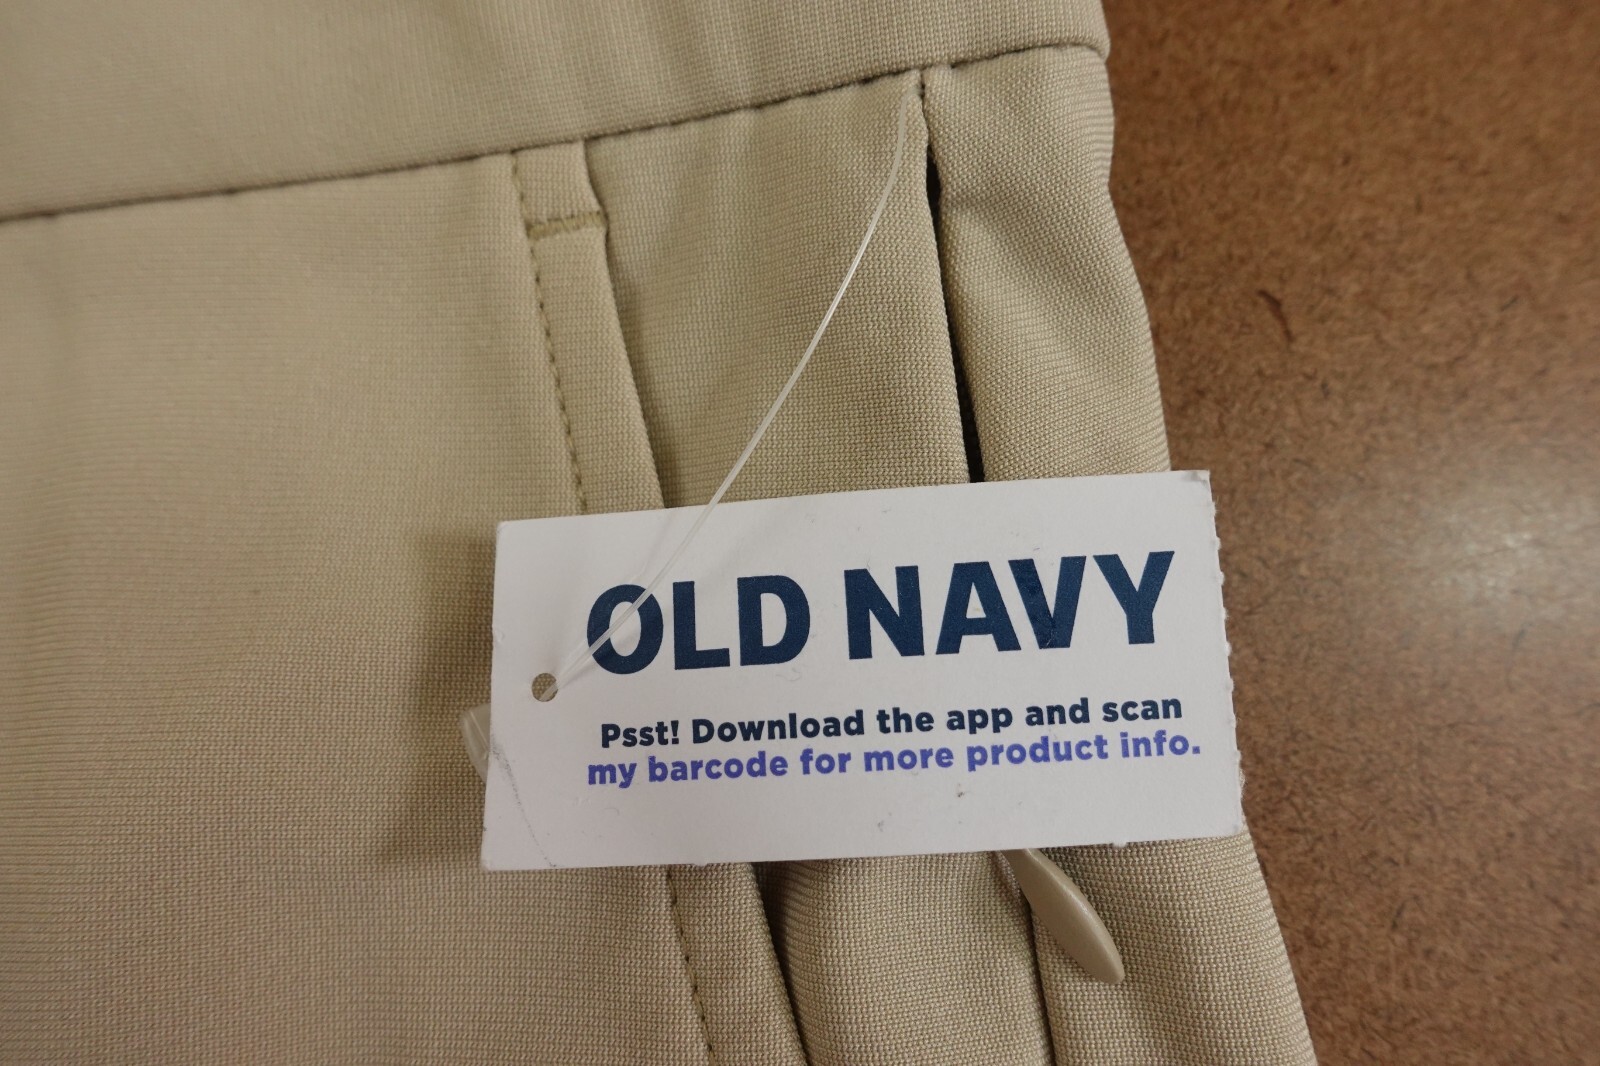 OLD NAVY
Psst! Download the app and scan
my barcode for more product info.